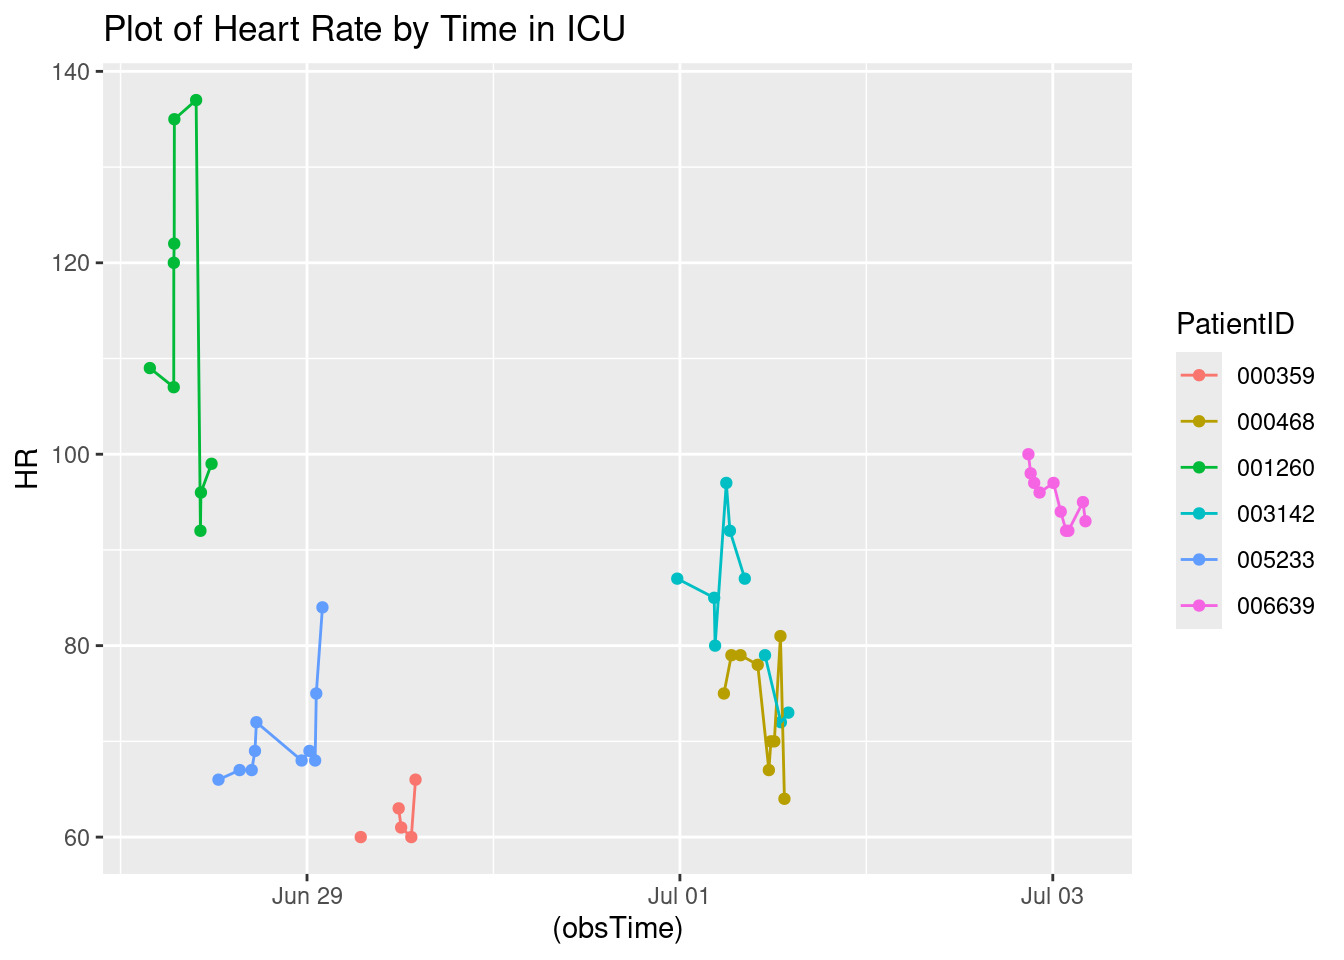 Plot of Heart Rate by Time in ICU
140
120
100
80
60
HR
Jun 29
Jul 01
Jul 03
(obsTime)
PatientID
000359
000468
001260
003142
005233
006639